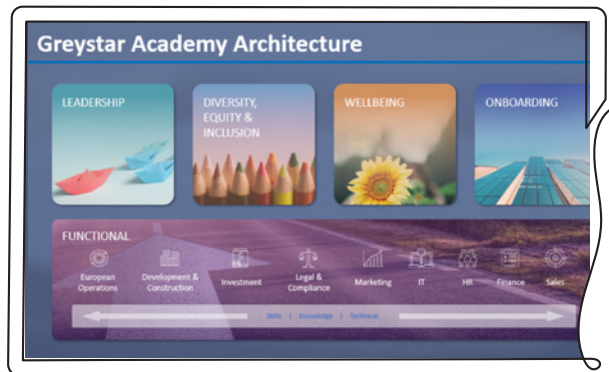 Greystar Academy Architecture
LEADERSHIP
DIVERSITY,
EQUITY &
INCLUSION
WELLBEING
ONBOARDING
FUNCTIONAL
European
Operations
Development &
Construction
Investment
Legal &
Compliance
Marketing
IT
HR
Finance
Sales
Skills | Knowledge | Technical